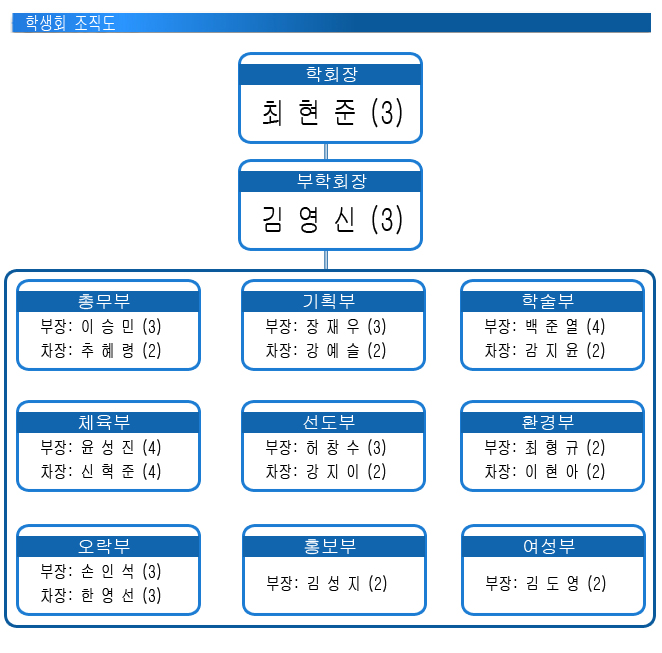 학생회 조직도
학회장
최 현 준 (3)
부학회장
김 영 신 (3)
총무부
부장: 이 승 민 (3)
차장: 추 혜 령 (2)
기획부
부장: 장 재 우 (3)
차장: 강 예 슬 (2)
학술부
부장: 백 준 열 (4)
차장: 감 지 윤 (2)
체육부
부장: 윤 성 진 (4)
차장: 신 혁 준 (4)
선도부
부장: 허 창 수 (3)
차장: 강 지 이 (2)
환경부
부장: 최 형 규 (2)
차장: 이 현 아 (2)
오락부
부장: 손 인 석 (3)
차장: 한 영 선 (3)
홍보부
부장: 김 성 지 (2)
여성부
부장: 김 도 영 (2)